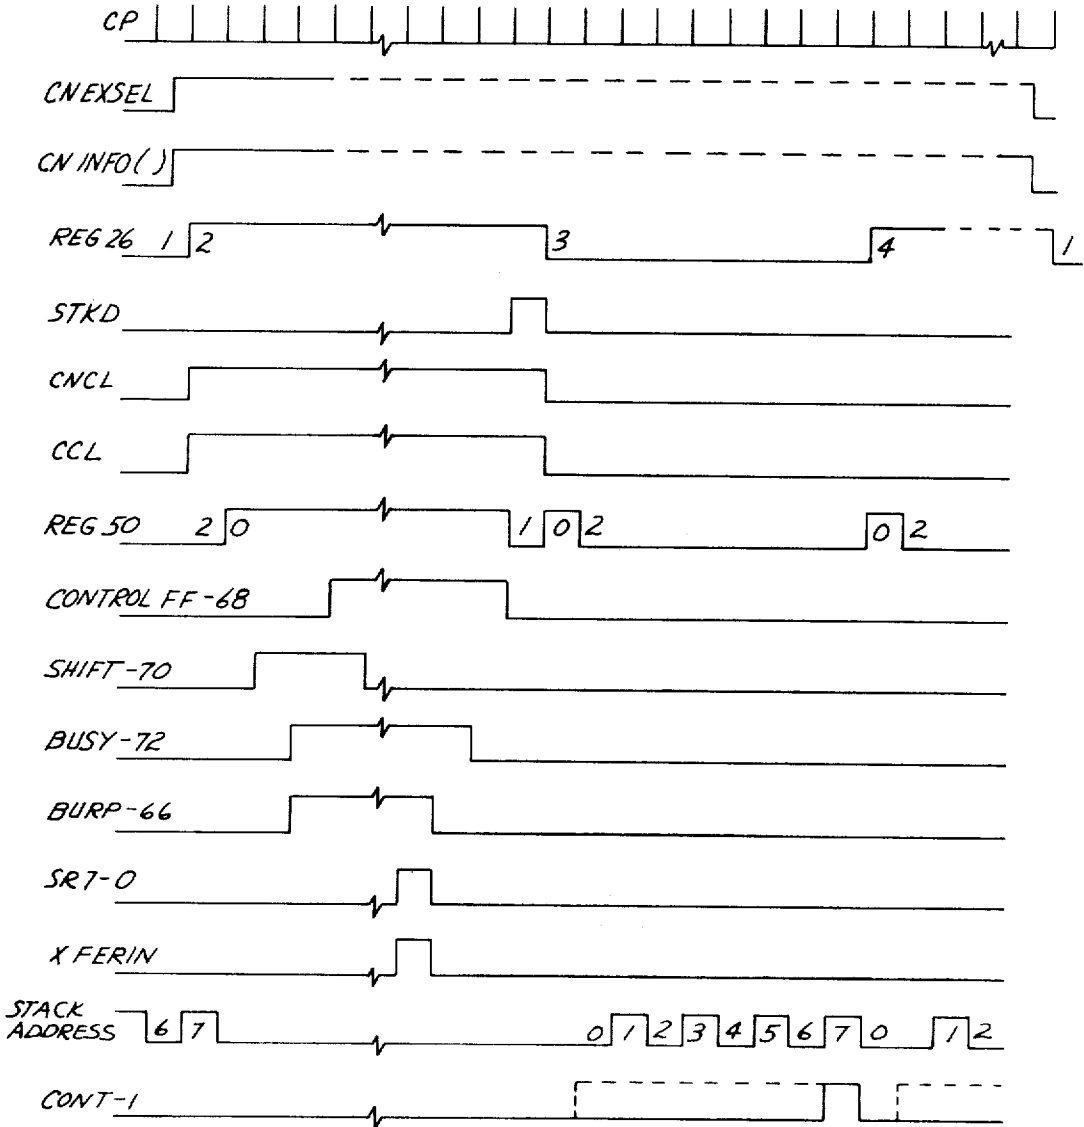 CP
CNEXSEL
CN INFO( )
REG 26 1 2 3 4 1
STKD
CNCL
CCL
REG 50 2 0 1 0 2 0 2
CONTROL FF-68
SHIFT-70
BUSY-72
BURP-66
SR7-0
XFERIN
STACK
ADDRESS 6 7 0 1 2 3 4 5 6 7 0 1 2
CONT-1